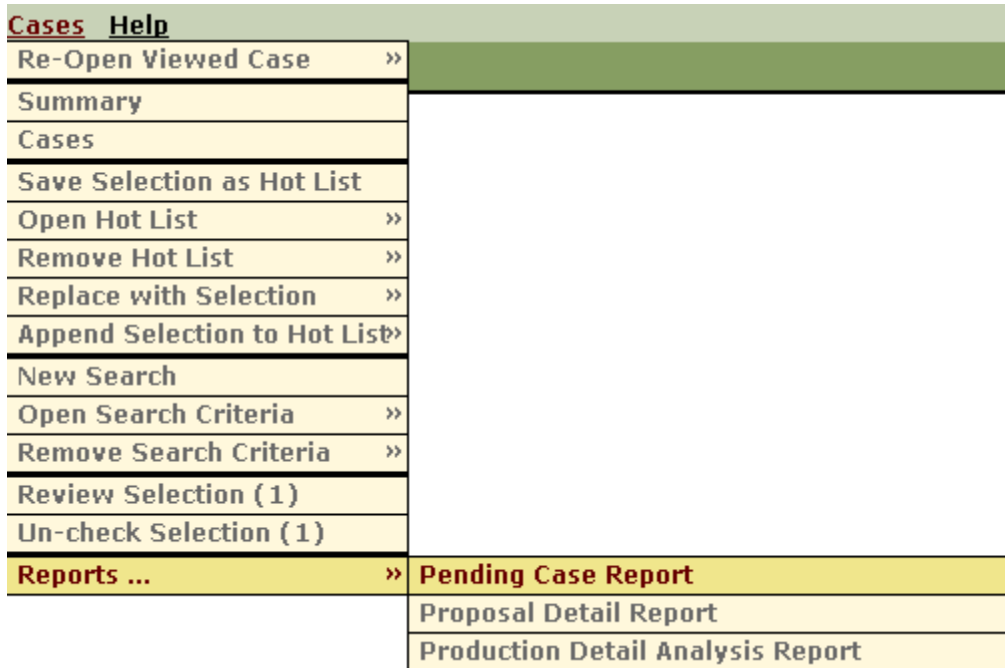 Cases Help
Re-Open Viewed Case »
Summary
Cases
Save Selection as Hot List
Open Hot List »
Remove Hot List »
Replace with Selection »
Append Selection to Hot List»
New Search
Open Search Criteria »
Remove Search Criteria »
Review Selection (1)
Un-check Selection (1)
Reports ... » Pending Case Report
Proposal Detail Report
Production Detail Analysis Report